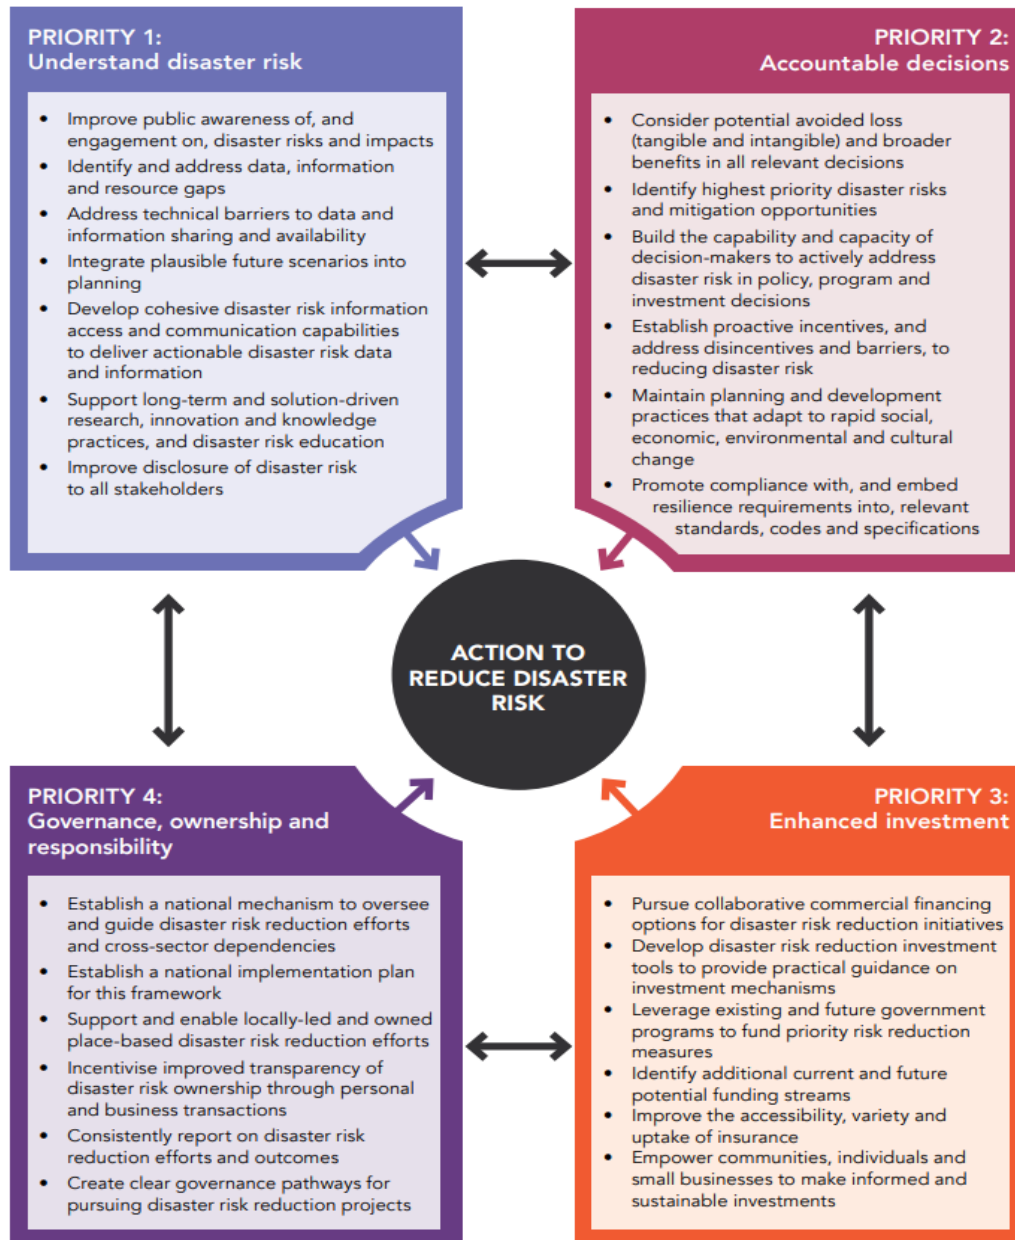 PRIORITY 1:
Understand disaster risk
• Improve public awareness of, and
engagement on, disaster risks and impacts
• Identify and address data, information
and resource gaps
• Address technical barriers to data and
information sharing and availability
• Integrate plausible future scenarios into
planning
• Develop cohesive disaster risk information
access and communication capabilities
to deliver actionable disaster risk data
and information
• Support long-term and solution-driven
research, innovation and knowledge
practices, and disaster risk education
• Improve disclosure of disaster risk
to all stakeholders
PRIORITY 2:
Accountable decisions
• Consider potential avoided loss
(tangible and intangible) and broader
benefits in all relevant decisions
• Identify highest priority disaster risks
and mitigation opportunities
• Build the capability and capacity of
decision-makers to actively address
disaster risk in policy, program and
investment decisions
• Establish proactive incentives, and
address disincentives and barriers, to
reducing disaster risk
• Maintain planning and development
practices that adapt to rapid social,
economic, environmental and cultural
change
• Promote compliance with, and embed
resilience requirements into, relevant
standards, codes and specifications
ACTION TO
REDUCE DISASTER
RISK
PRIORITY 4:
Governance, ownership and
responsibility
• Establish a national mechanism to oversee
and guide disaster risk reduction efforts
and cross-sector dependencies
• Establish a national implementation plan
for this framework
• Support and enable locally-led and owned
place-based disaster risk reduction efforts
• Incentivise improved transparency of
disaster risk ownership through personal
and business transactions
• Consistently report on disaster risk
reduction efforts and outcomes
• Create clear governance pathways for
pursuing disaster risk reduction projects
PRIORITY 3:
Enhanced investment
• Pursue collaborative commercial financing
options for disaster risk reduction initiatives
• Develop disaster risk reduction investment
tools to provide practical guidance on
investment mechanisms
• Leverage existing and future government
programs to fund priority risk reduction
measures
• Identify additional current and future
potential funding streams
• Improve the accessibility, variety and
uptake of insurance
• Empower communities, individuals and
small businesses to make informed and
sustainable investments